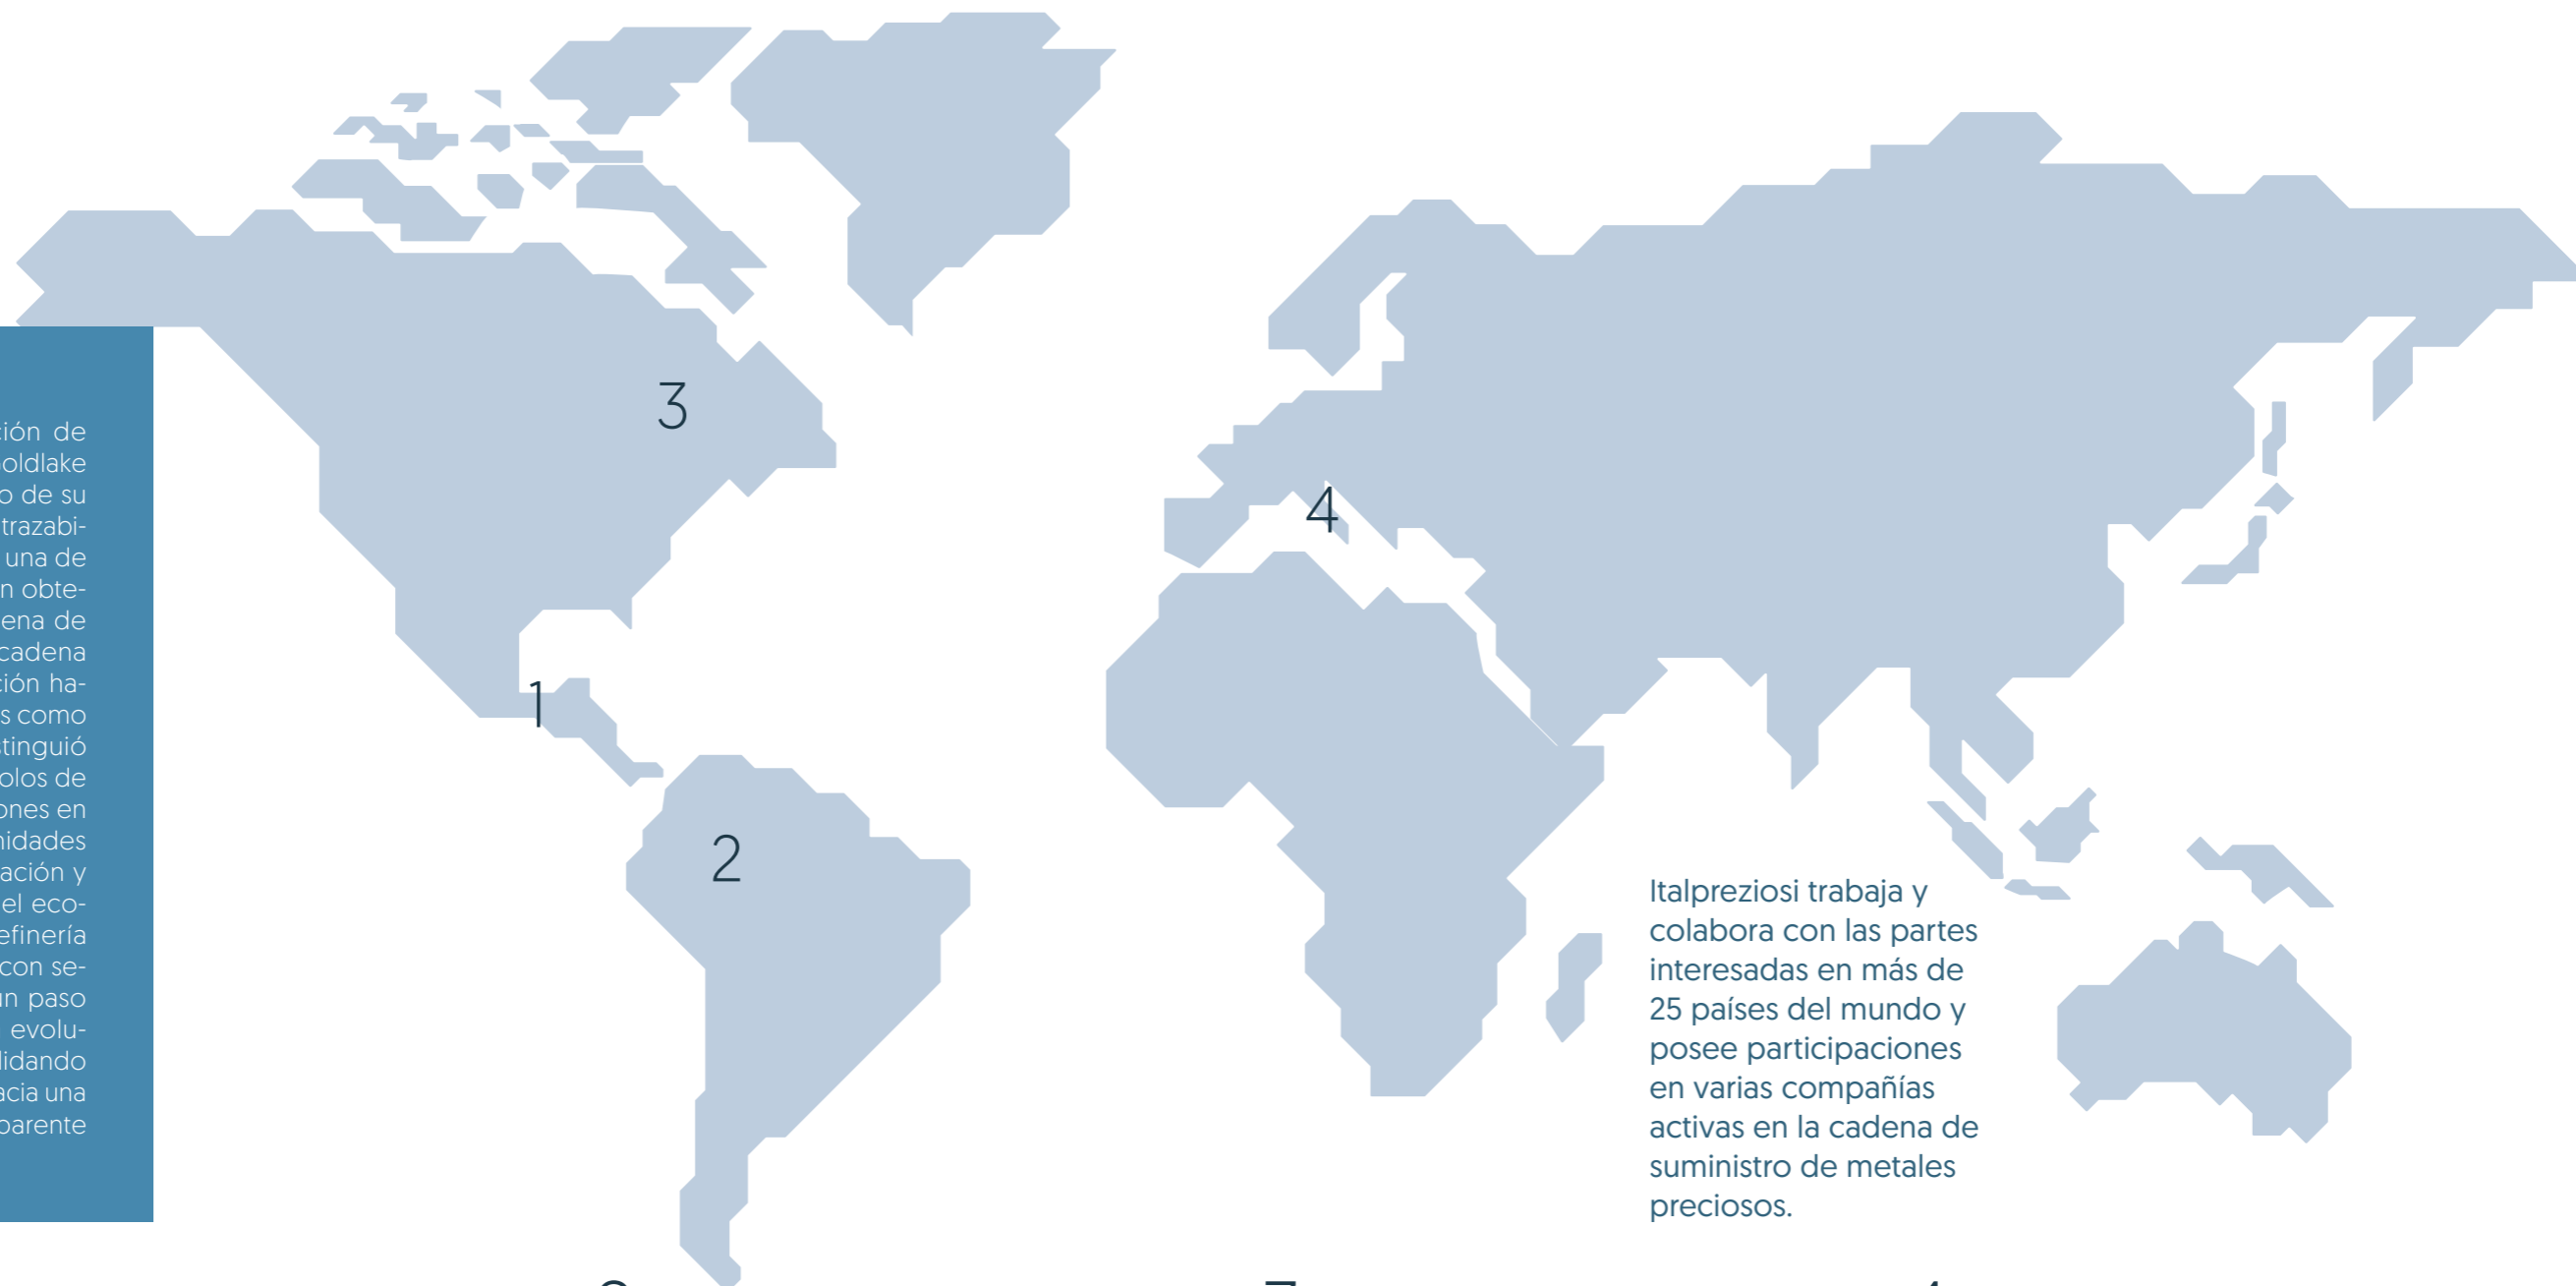 ción de
oldlake
o de su
trazabi-
una de
n obte-
ena de
cadena
ción ha-
s como
stinguió
olos de
ones en
nidades
ación y
el eco-
efinería
con se-
un paso
evolu-
lidando
acia una
parente
3
4
1
2
Italpreziosi trabaja y
colabora con las partes
interesadas en más de
25 países del mundo y
posee participaciones
en varias compañías
activas en la cadena de
suministro de metales
preciosos.